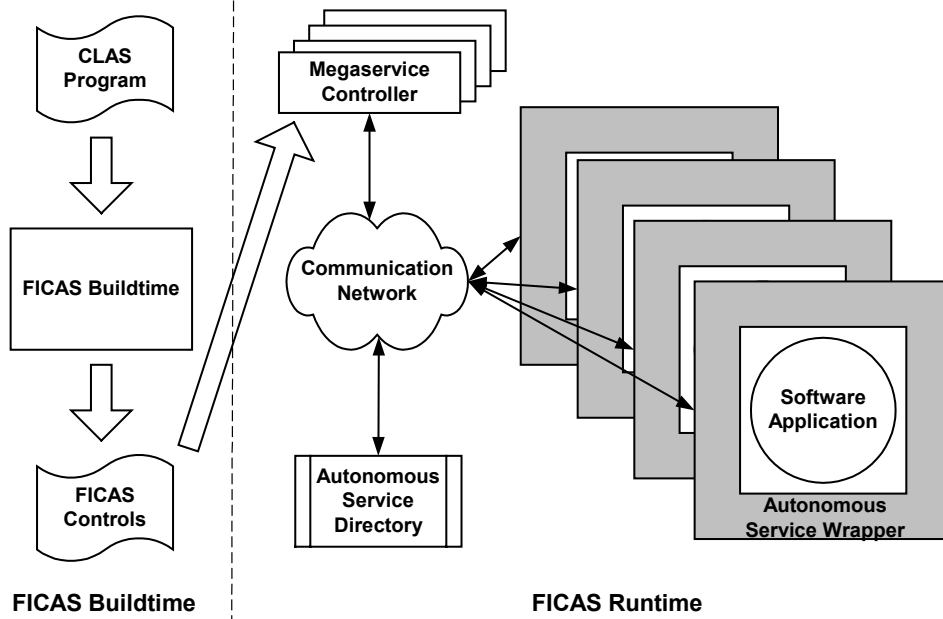 CLAS
Program
FICAS Buildtime
FICAS
Controls
FICAS Buildtime
Megaservice
Controller
Communication
Network
Autonomous
Service
Directory
Software
Application
Autonomous
Service Wrapper
FICAS Runtime